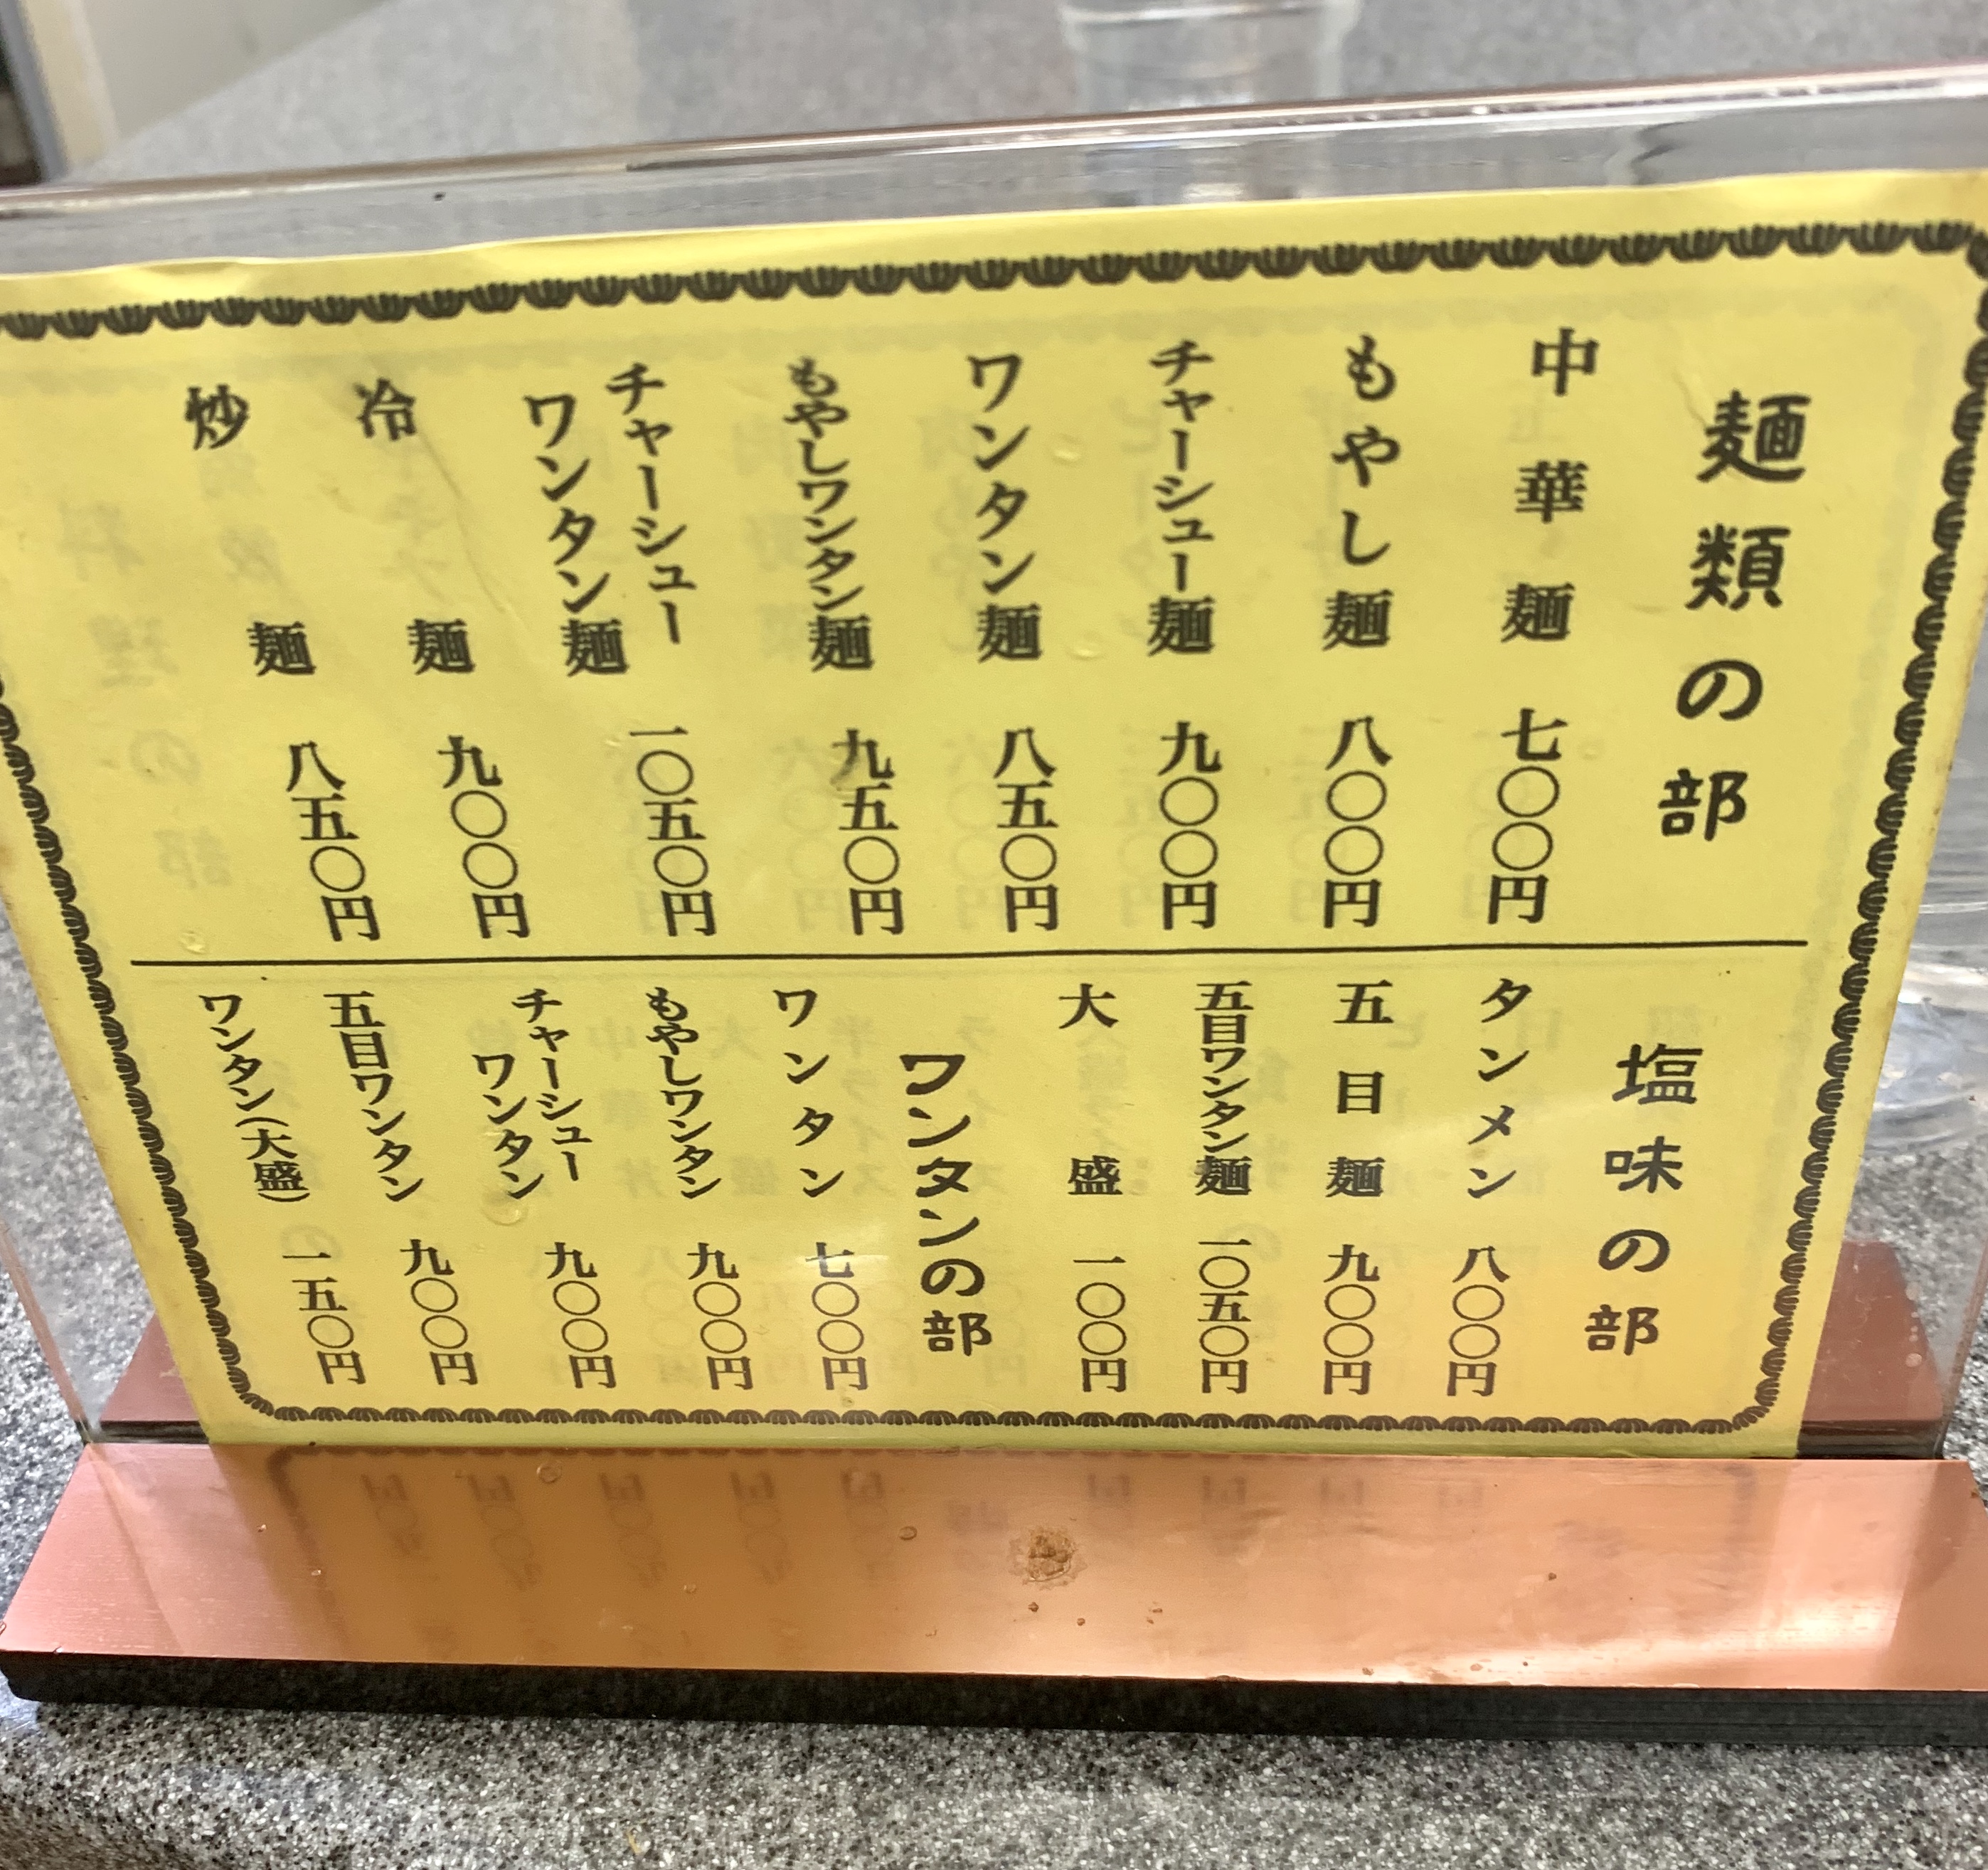 麺類の部
中華麺 七〇〇円
もやし麺 八〇〇円
チャーシュー麺 九〇〇円
ワンタン麺 八五〇円
もやしワンタン麺 九五〇円
チャーシュー
ワンタン麺 一〇五〇円
冷麺 九〇〇円
炒麺 八五〇円
塩味の部
タンメン 八〇〇円
五目麺 九〇〇円
五目ワンタン麺 一〇五〇円
大盛 一〇〇円
ワンタンの部
ワンタン 七〇〇円
もやしワンタン 九〇〇円
チャーシュー
ワンタン 九〇〇円
五目ワンタン 九〇〇円
ワンタン(大盛) 一五〇円